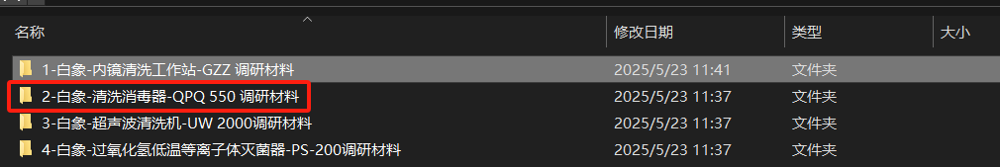 名称 修改日期 类型 大小
1-白象-内镜清洗工作站-GZZ 调研材料 2025/5/23 11:41 文件夹
2-白象-清洗消毒器-QPQ 550 调研材料 2025/5/23 11:37 文件夹
3-白象-超声波清洗机-UW 2000调研材料 2025/5/23 11:37 文件夹
4-白象-过氧化氢低温等离子体灭菌器-PS-200调研材料 2025/5/23 11:37 文件夹